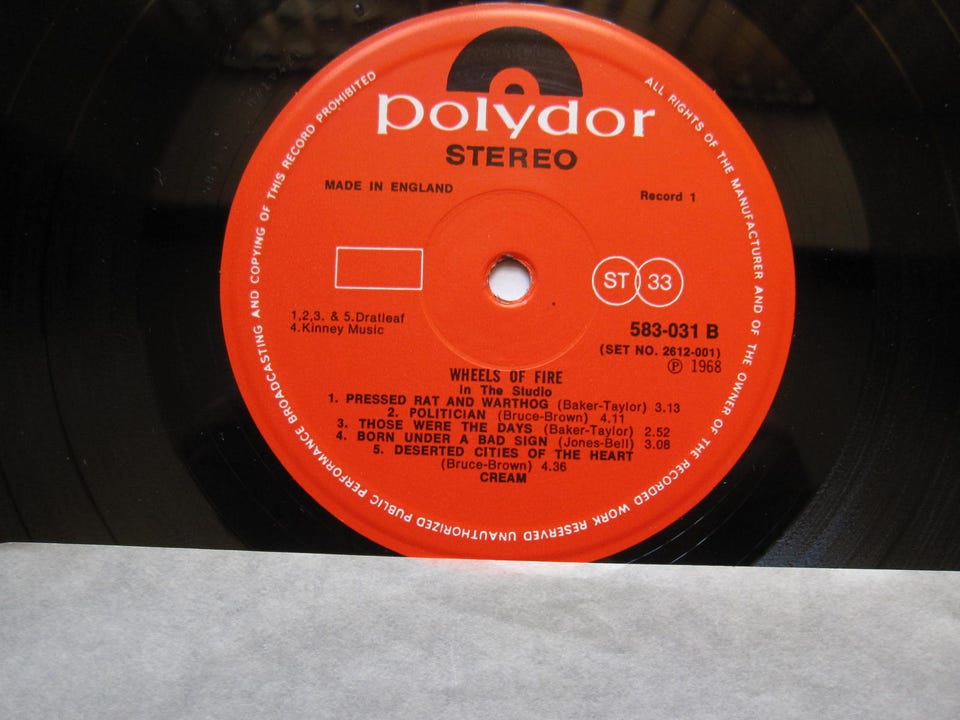 polydor
STEREO
MADE IN ENGLAND
Record 1
ST 33
1,2,3. & 5.Dratleaf
4.Kinney Music
583-031 B
(SET NO. 2612-001)
Ⓟ 1968
WHEELS OF FIRE
In The Studio
1. PRESSED RAT AND WARTHOG (Baker-Taylor) 3.13
2. POLITICIAN (Bruce-Brown) 4.11
3. THOSE WERE THE DAYS (Baker-Taylor) 2.52
4. BORN UNDER A BAD SIGN (Jones-Bell) 3.08
5. DESERTED CITIES OF THE HEART
(Bruce-Brown) 4.36
CREAM
ALL RIGHTS OF THE MANUFACTURER AND OF THE OWNER OF THE RECORDED WORK RESERVED UNAUTHORIZED PUBLIC PERFORMANCE BROADCASTING AND COPYING OF THIS RECORD PROHIBITED